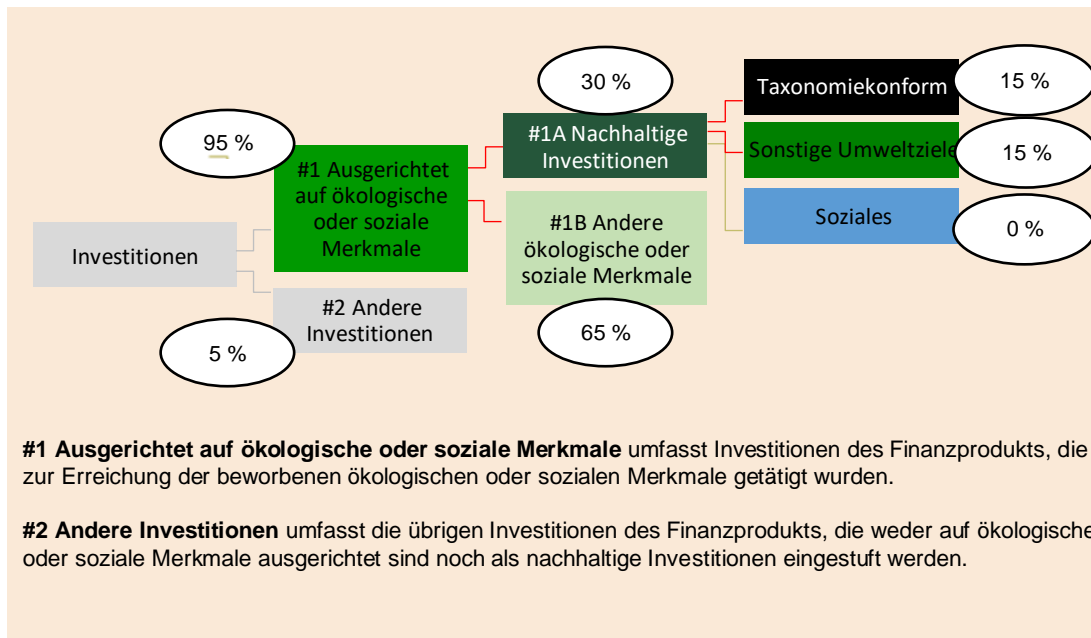 30 %
Taxonomiekonform
15 %
95 %
#1A Nachhaltige
Investitionen
Sonstige Umweltziele
15 %
#1 Ausgerichtet
auf ökologische
oder soziale
Merkmale
#1B Andere
ökologische oder
soziale Merkmale
Soziales
0 %
Investitionen
#2 Andere
Investitionen
65 %
5 %
#1 Ausgerichtet auf ökologische oder soziale Merkmale umfasst Investitionen des Finanzprodukts, die
zur Erreichung der beworbenen ökologischen oder sozialen Merkmale getätigt wurden.
#2 Andere Investitionen umfasst die übrigen Investitionen des Finanzprodukts, die weder auf ökologische
oder soziale Merkmale ausgerichtet sind noch als nachhaltige Investitionen eingestuft werden.